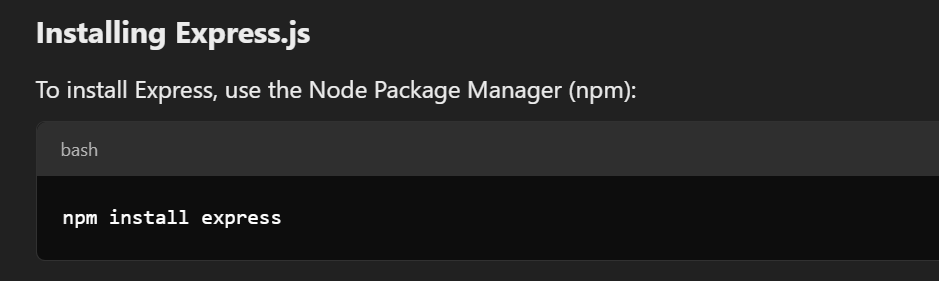 Installing Express.js
To install Express, use the Node Package Manager (npm):
bash
npm install express